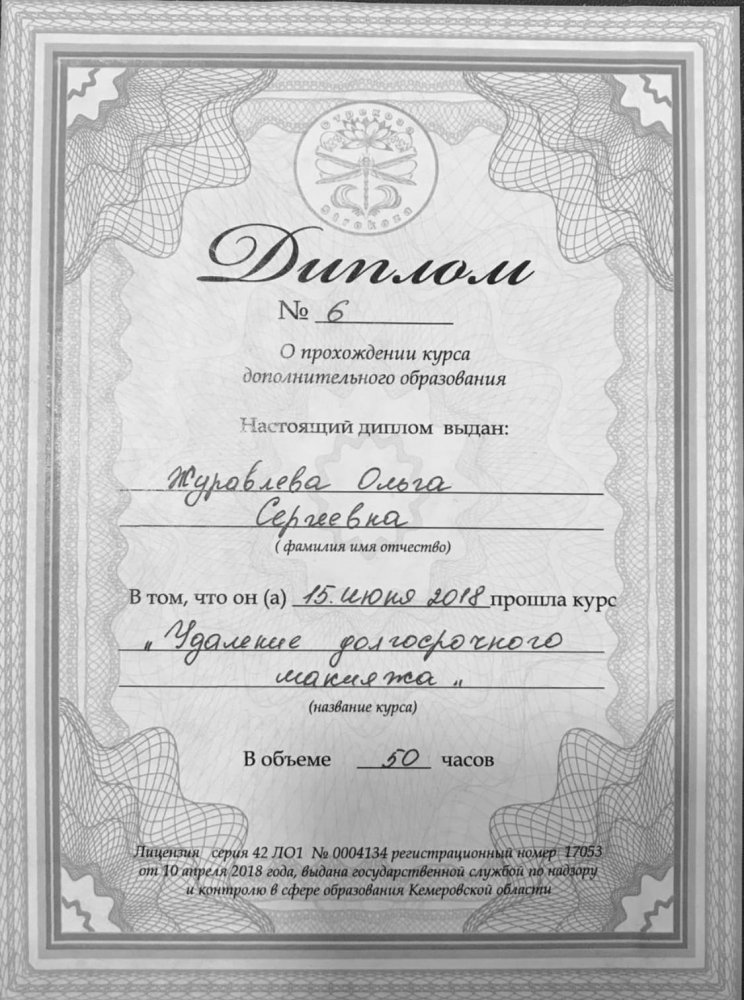 Стрекоза
Strekoza
Диплом
№ 6
О прохождении курса
дополнительного образования
Настоящий диплом выдан:
Журавлева Ольга
Сергеевна
( фамилия имя отчество)
В том, что он (а) 15. июня 2018 прошла курс
„ Удаление долгосрочного
макияжа „
(название курса)
В объеме 50 часов
Лицензия серия 42 ЛО1 № 0004134 регистрационный номер 17053
от 10 апреля 2018 года, выдана государственной службой по надзору
и контролю в сфере образования Кемеровской области